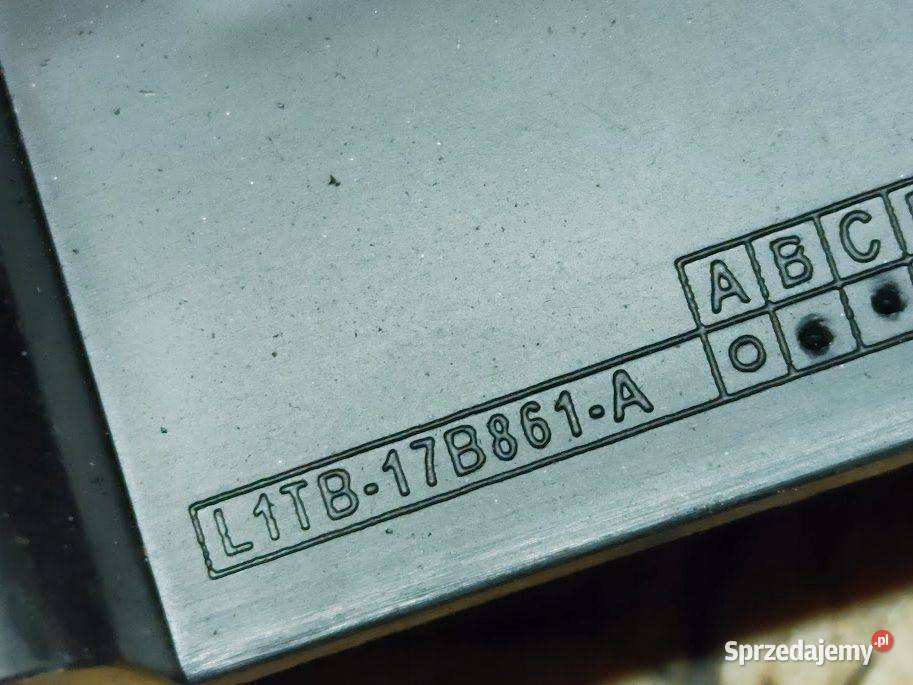 A B C
L1TB-17B861-A O
Sprzedajemy.pl